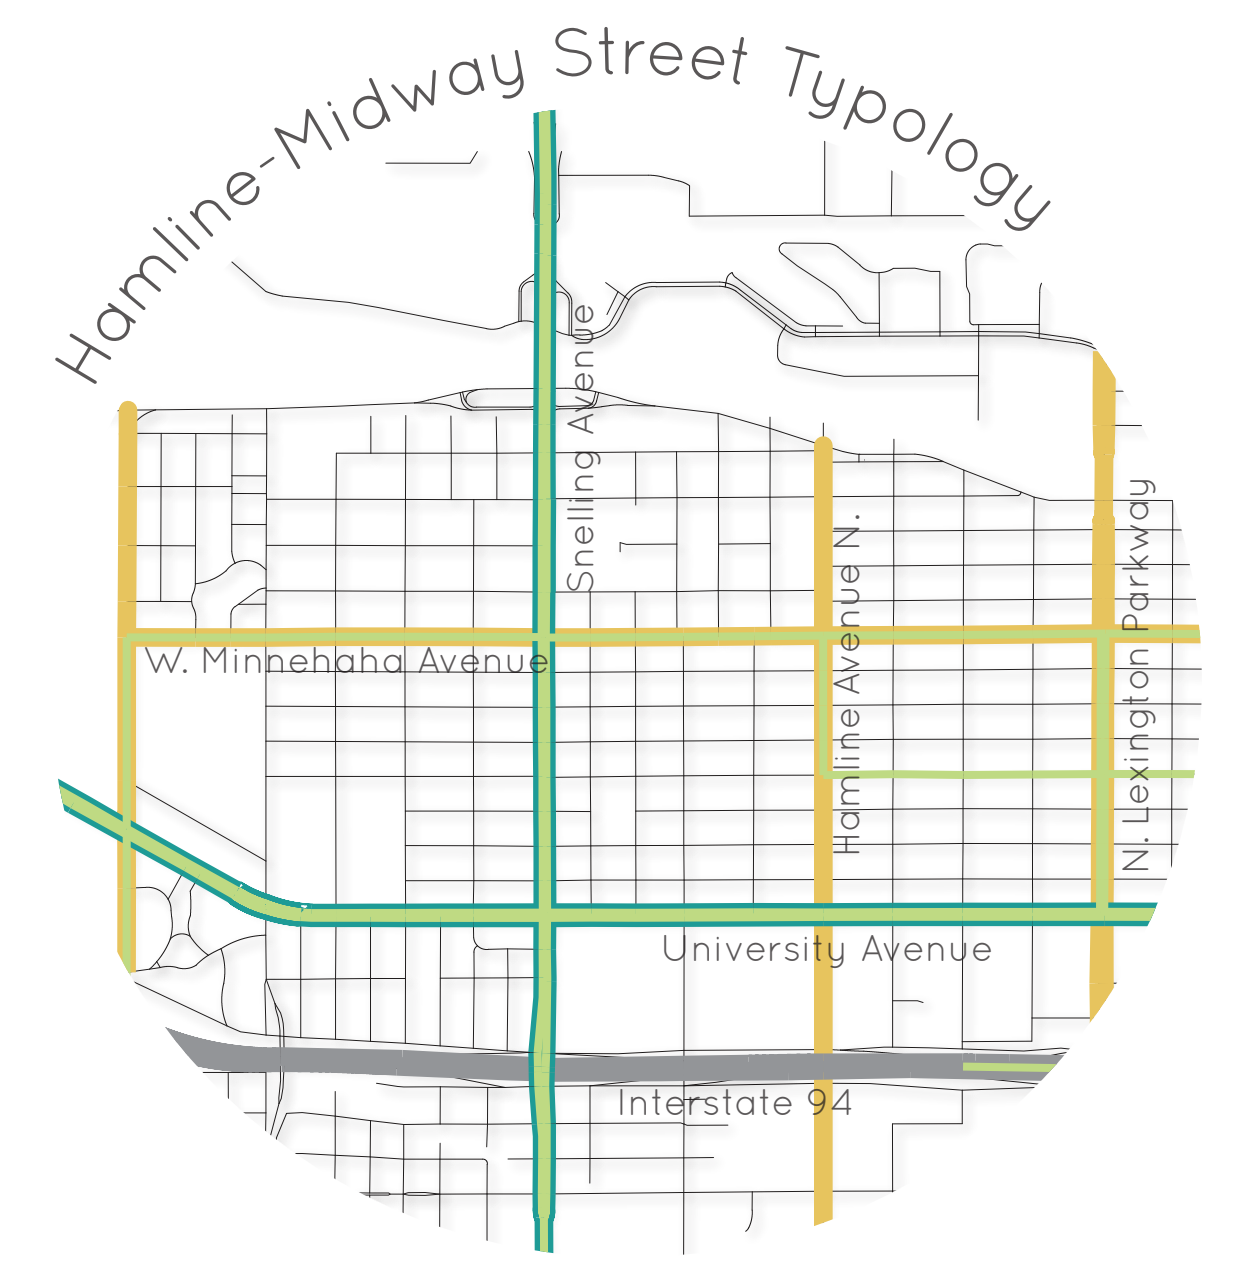 Hamline-Midway Street Typology
Snelling Avenue
N. Lexington Parkway
Hamline Avenue N.
W. Minnehaha Avenue
University Avenue
Interstate 94